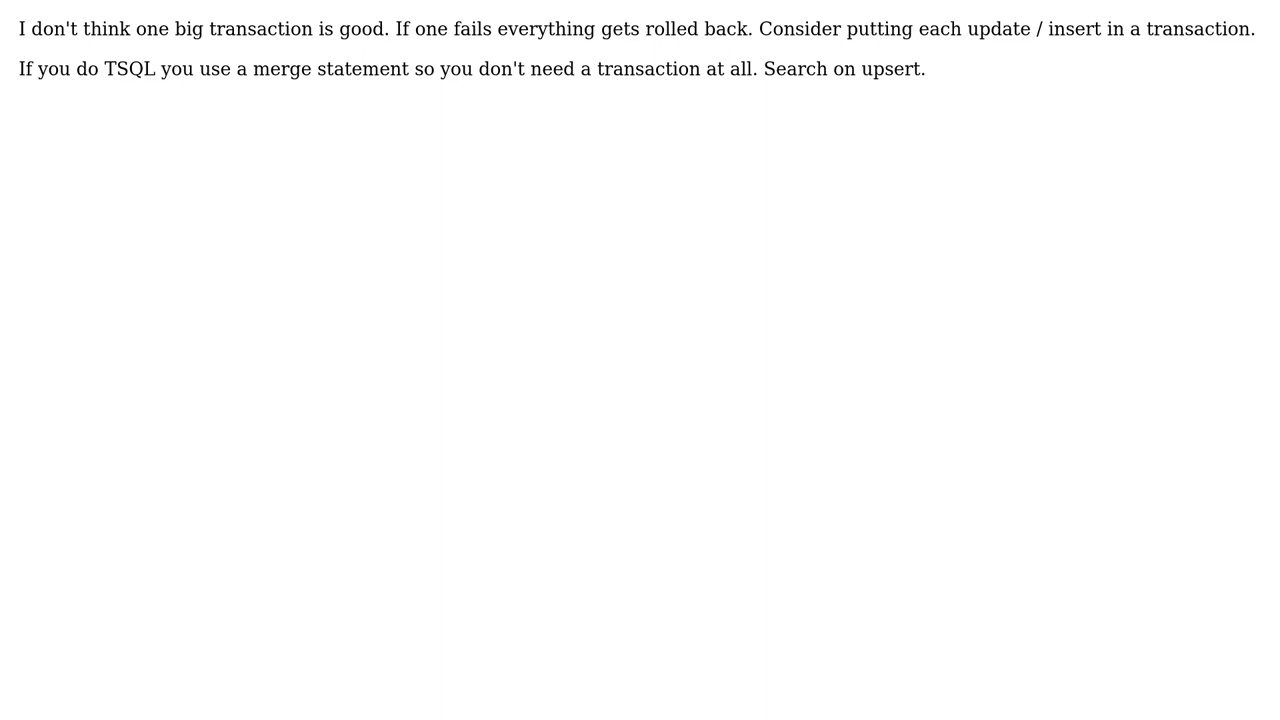 I don't think one big transaction is good. If one fails everything gets rolled back. Consider putting each update / insert in a transaction.
If you do TSQL you use a merge statement so you don't need a transaction at all. Search on upsert.